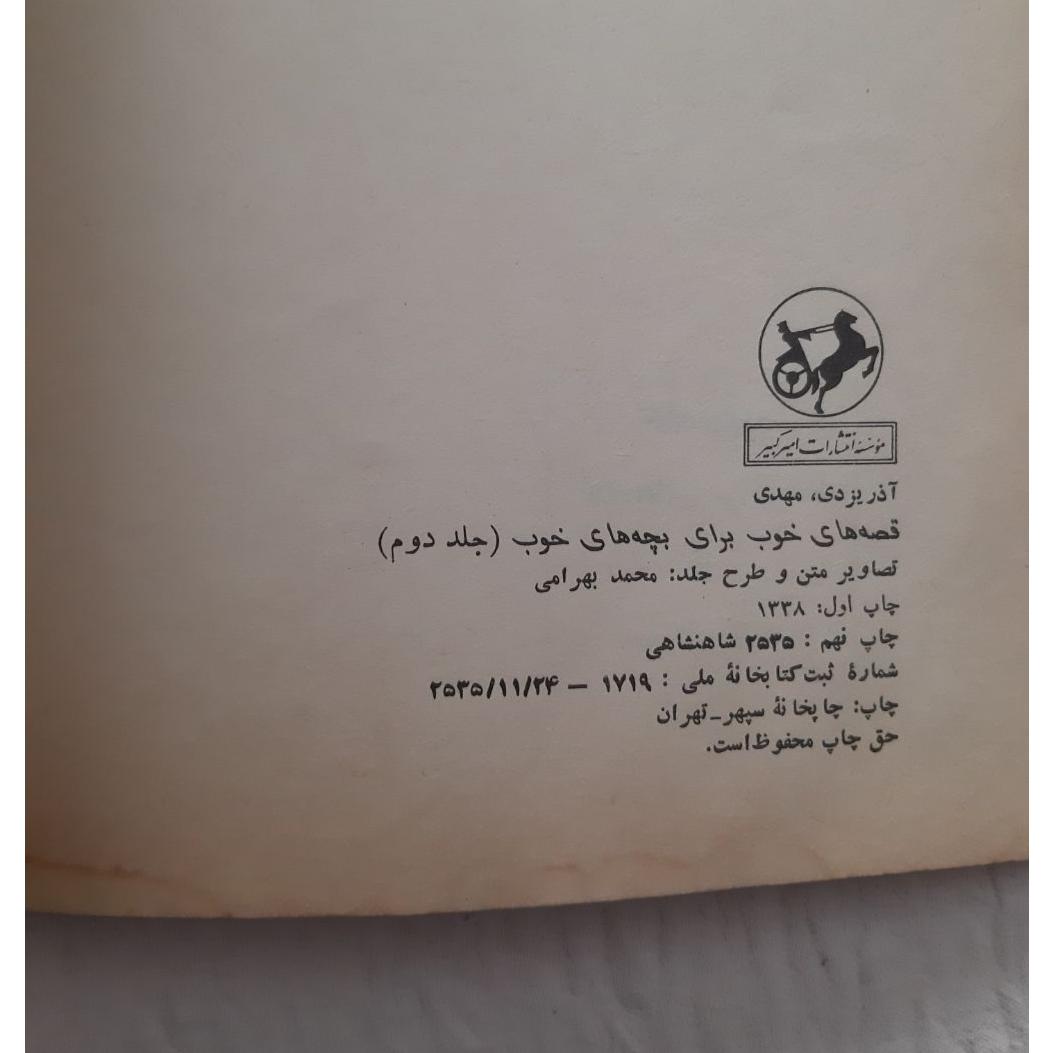 مؤسسهٔ انتشارات امیرکبیر
آذریزدی، مهدی
قصه‌های خوب برای بچه‌های خوب (جلد دوم)
تصاویر متن و طرح جلد: محمد بهرامی
چاپ اول: ۱۳۳۸
چاپ نهم : ۲۵۳۵ شاهنشاهی
شمارهٔ ثبت کتابخانهٔ ملی : ۱۷۱۹ – ۲۵۳۵/۱۱/۲۴
چاپ: چاپخانهٔ سپهر-تهران
حق چاپ محفوظ است.